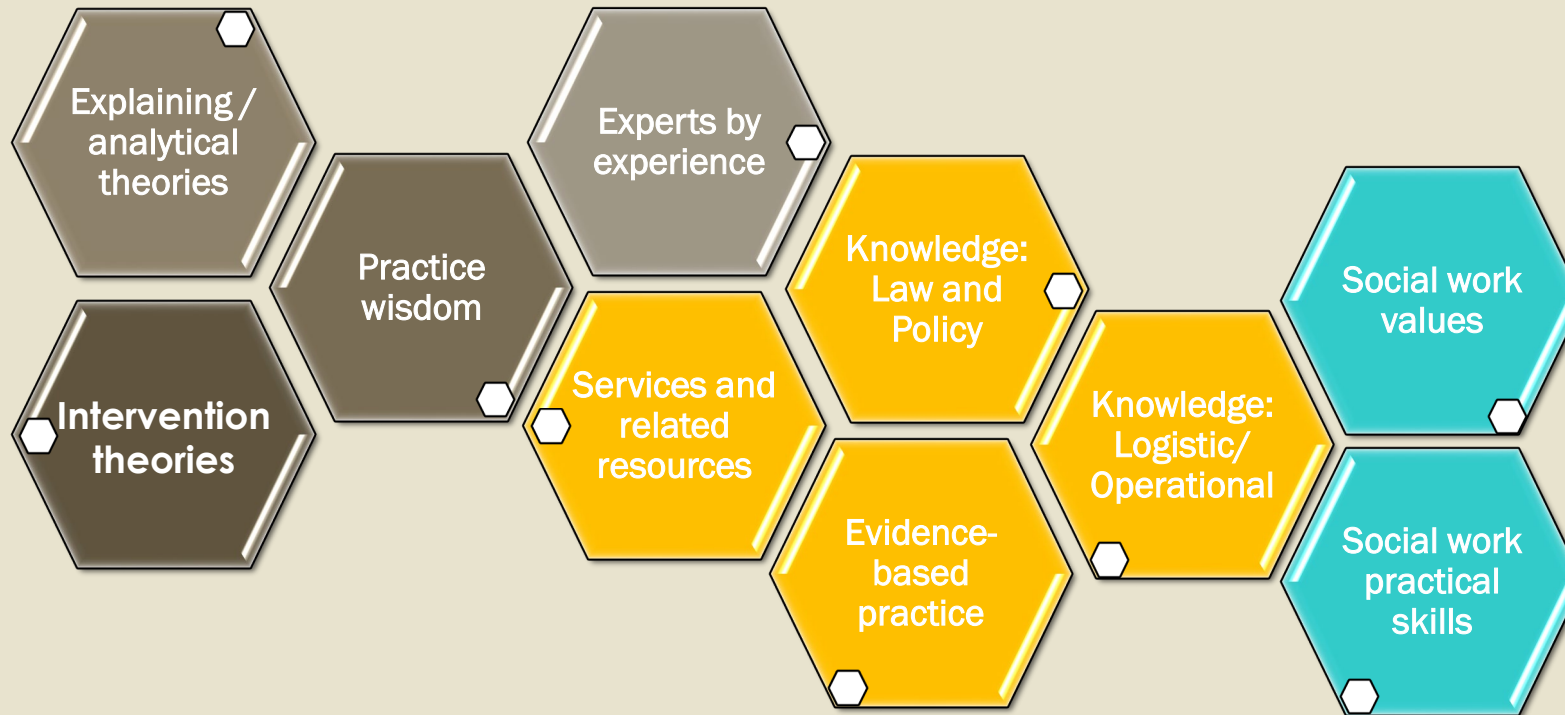 Explaining /
analytical
theories
Intervention
theories
Practice
wisdom
Experts by
experience
Services and
related
resources
Knowledge:
Law and
Policy
Evidence-
based
practice
Knowledge:
Logistic/
Operational
Social work
values
Social work
practical
skills